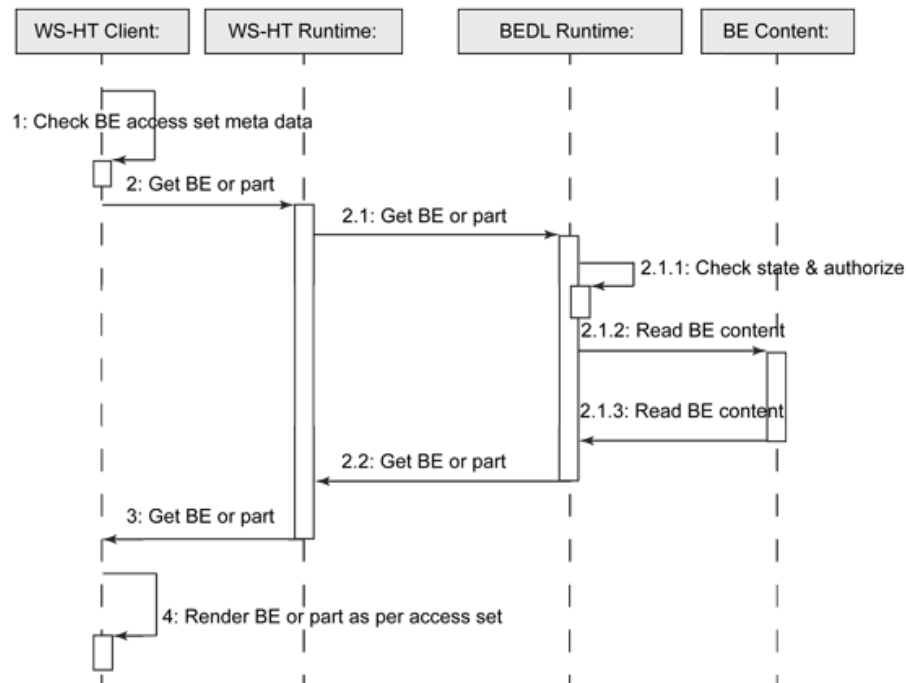 WS-HT Client:
WS-HT Runtime:
BEDL Runtime:
BE Content:
1: Check BE access set meta data
2: Get BE or part
2.1: Get BE or part
2.1.1: Check state & authorize
2.1.2: Read BE content
2.1.3: Read BE content
2.2: Get BE or part
3: Get BE or part
4: Render BE or part as per access set